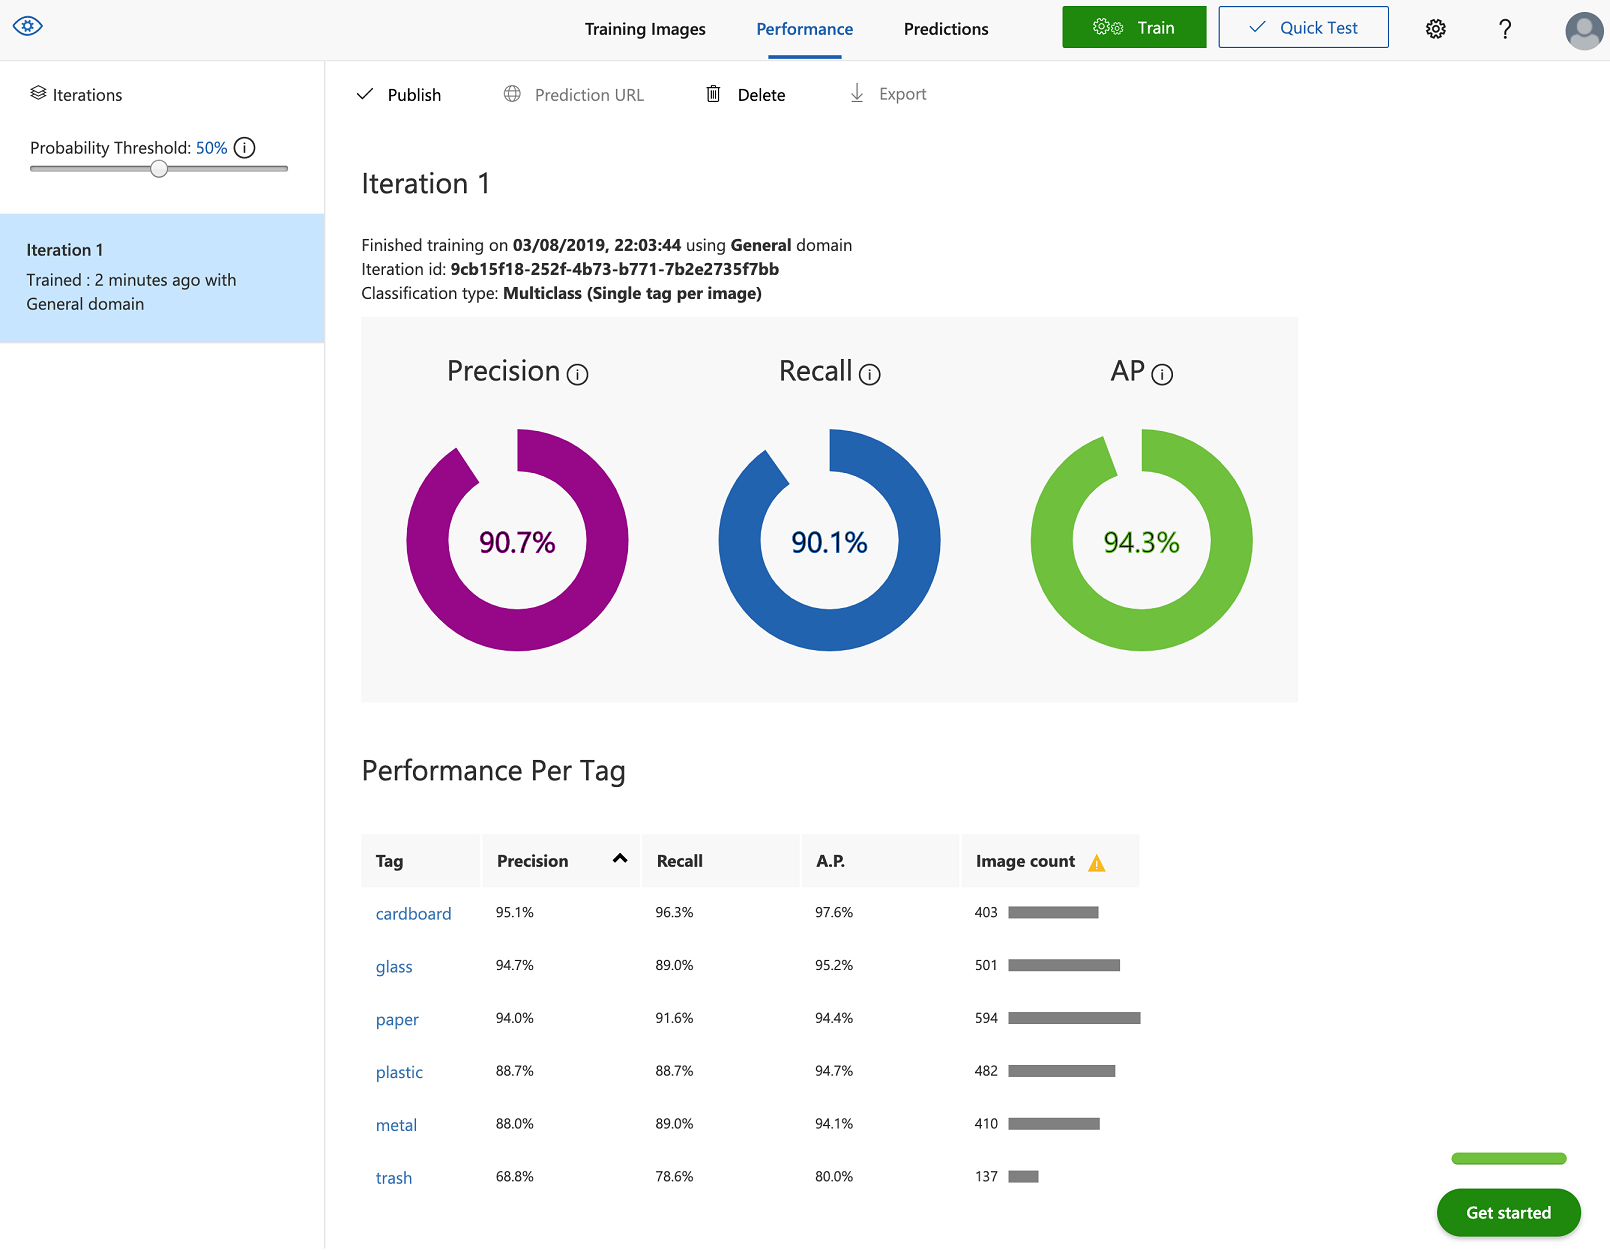 Training Images
Performance
Predictions
Train
Quick Test
?
Iterations
Probability Threshold: 50%
Iteration 1
Trained : 2 minutes ago with
General domain
Publish
Prediction URL
Delete
Export
Iteration 1
Finished training on 03/08/2019, 22:03:44 using General domain
Iteration id: 9cb15f18-252f-4b73-b771-7b2e2735f7bb
Classification type: Multiclass (Single tag per image)
Precision
Recall
AP
90.7%
90.1%
94.3%
Performance Per Tag
Tag Precision Recall A.P. Image count
cardboard 95.1% 96.3% 97.6% 403
glass 94.7% 89.0% 95.2% 501
paper 94.0% 91.6% 94.4% 594
plastic 88.7% 88.7% 94.7% 482
metal 88.0% 89.0% 94.1% 410
trash 68.8% 78.6% 80.0% 137
Get started